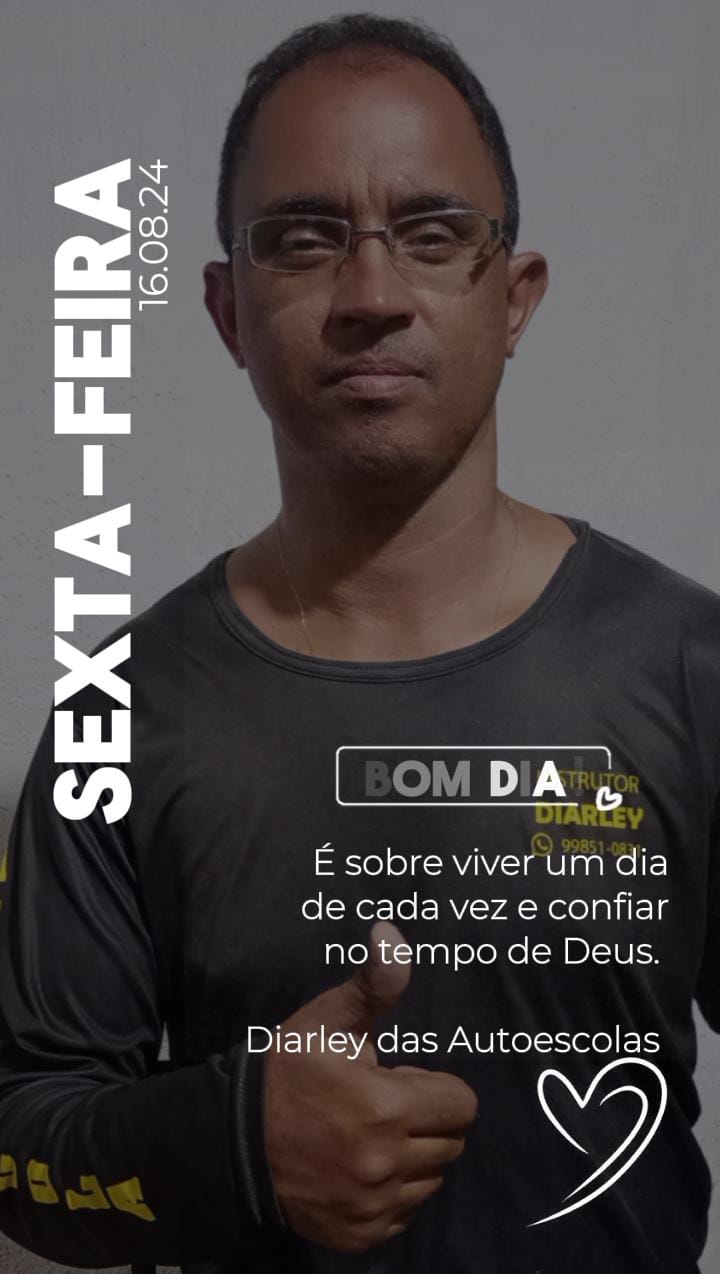 SEXTA-FEIRA
16.08.24
BOM DIA
INSTRUTOR
DIARLEY
É sobre viver um dia
de cada vez e confiar
no tempo de Deus.
Diarley das Autoescolas